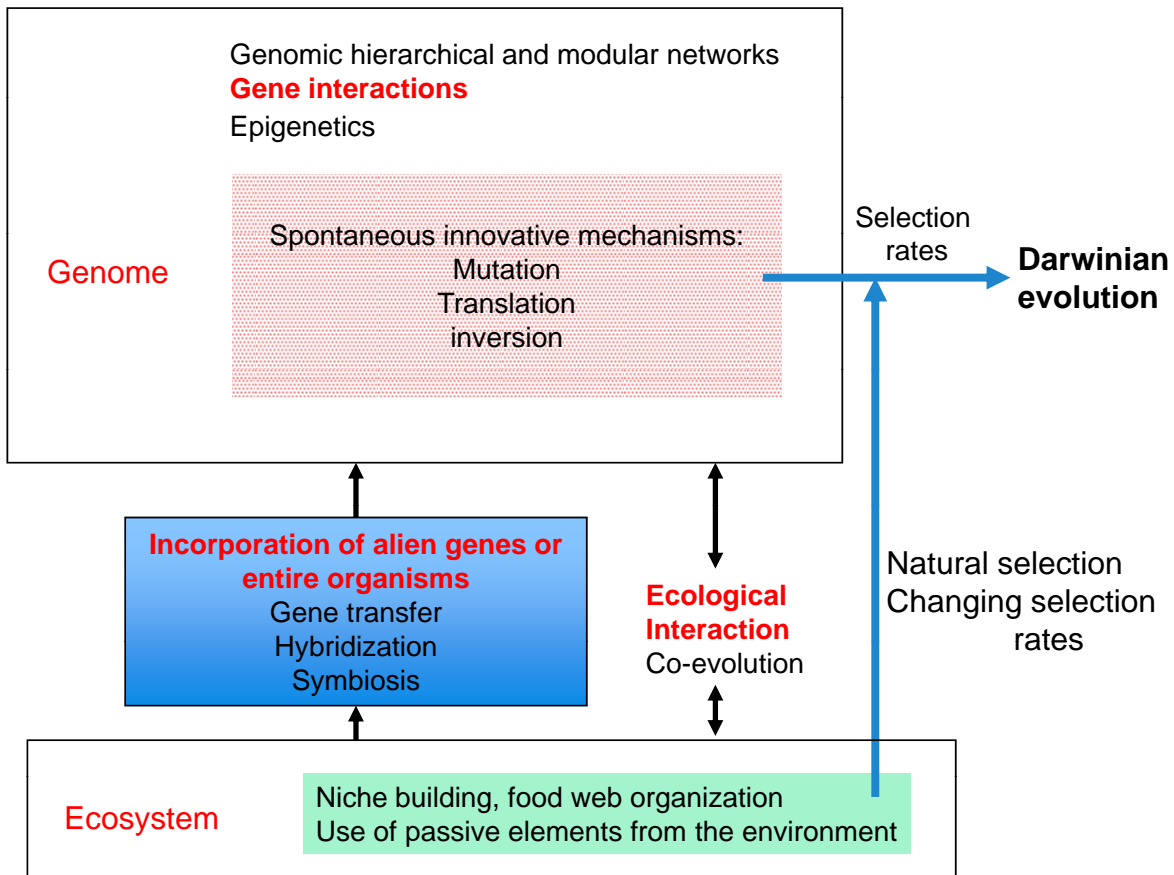 Genomic hierarchical and modular networks
Gene interactions
Epigenetics
Genome
Spontaneous innovative mechanisms:
Mutation
Translation
inversion
Selection
rates
Darwinian
evolution
Incorporation of alien genes or
entire organisms
Gene transfer
Hybridization
Symbiosis
Ecological
Interaction
Co-evolution
Natural selection
Changing selection
rates
Ecosystem
Niche building, food web organization
Use of passive elements from the environment